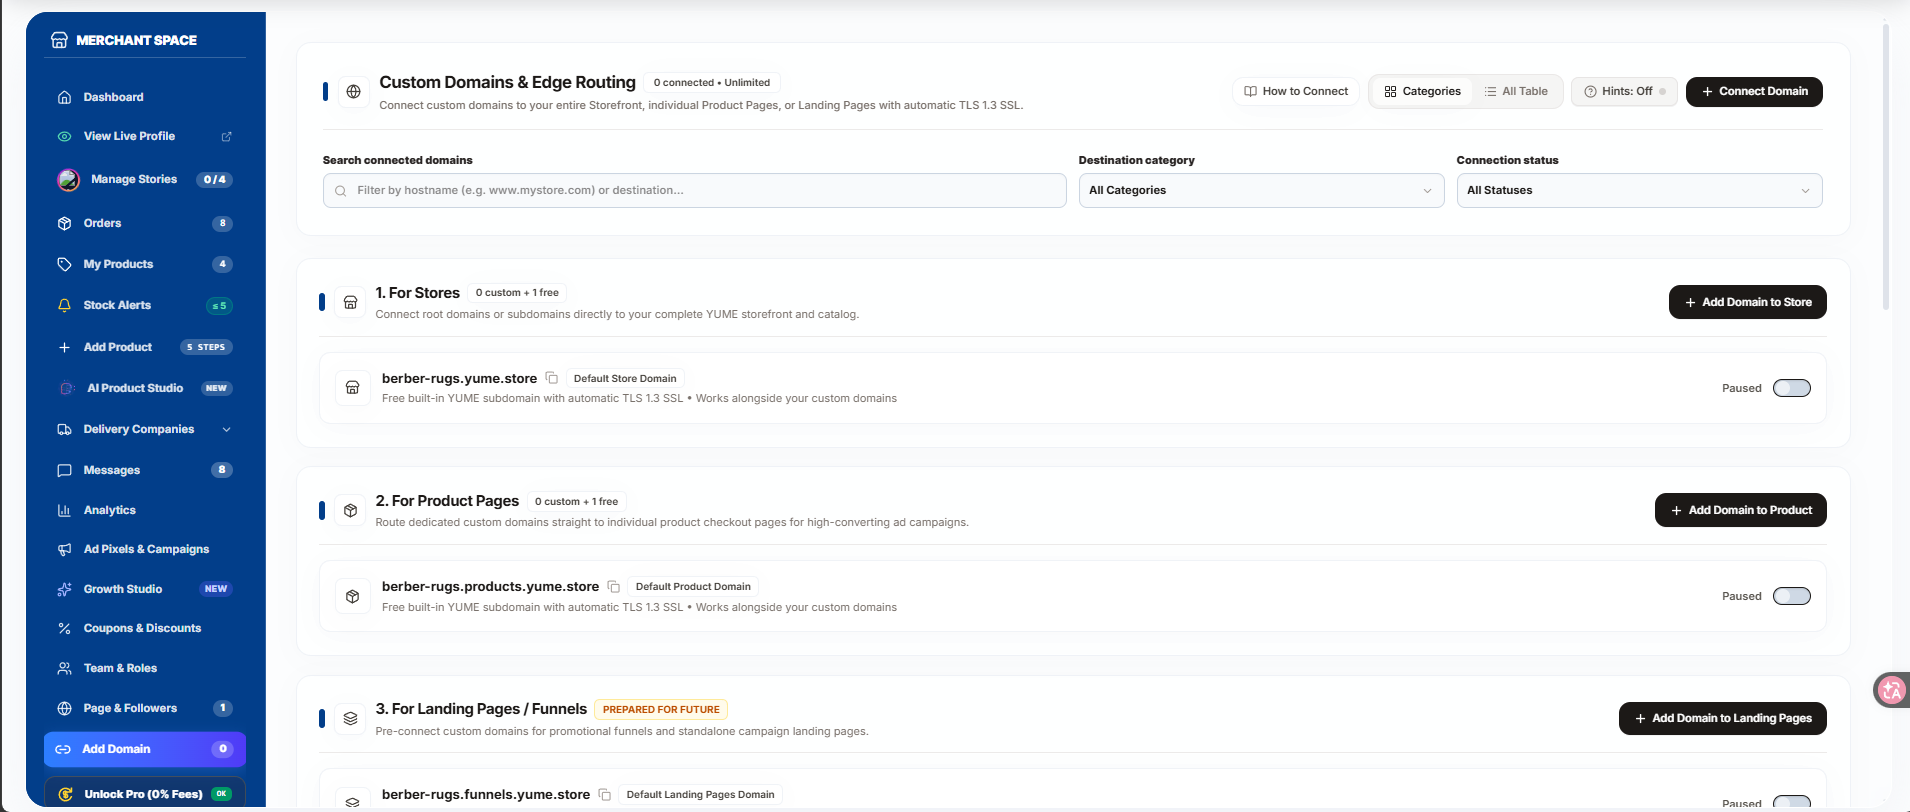 MERCHANT SPACE
Dashboard
View Live Profile
Manage Stories 0/4
Orders 8
My Products 4
Stock Alerts ≤ 5
Add Product 5 STEPS
AI Product Studio NEW
Delivery Companies
Messages 8
Analytics
Ad Pixels & Campaigns
Growth Studio NEW
Coupons & Discounts
Team & Roles
Page & Followers 1
Add Domain 0
Unlock Pro (0% Fees) OK
Custom Domains & Edge Routing 0 connected • Unlimited
Connect custom domains to your entire Storefront, individual Product Pages, or Landing Pages with automatic TLS 1.3 SSL.
How to Connect Categories All Table Hints: Off + Connect Domain
Search connected domains
Filter by hostname (e.g. www.mystore.com) or destination...
Destination category
All Categories
Connection status
All Statuses
1. For Stores 0 custom + 1 free
Connect root domains or subdomains directly to your complete YUME storefront and catalog.
+ Add Domain to Store
berber-rugs.yume.store Default Store Domain
Free built-in YUME subdomain with automatic TLS 1.3 SSL • Works alongside your custom domains
Paused
2. For Product Pages 0 custom + 1 free
Route dedicated custom domains straight to individual product checkout pages for high-converting ad campaigns.
+ Add Domain to Product
berber-rugs.products.yume.store Default Product Domain
Free built-in YUME subdomain with automatic TLS 1.3 SSL • Works alongside your custom domains
Paused
3. For Landing Pages / Funnels PREPARED FOR FUTURE
Pre-connect custom domains for promotional funnels and standalone campaign landing pages.
+ Add Domain to Landing Pages
berber-rugs.funnels.yume.store Default Landing Pages Domain
Paused